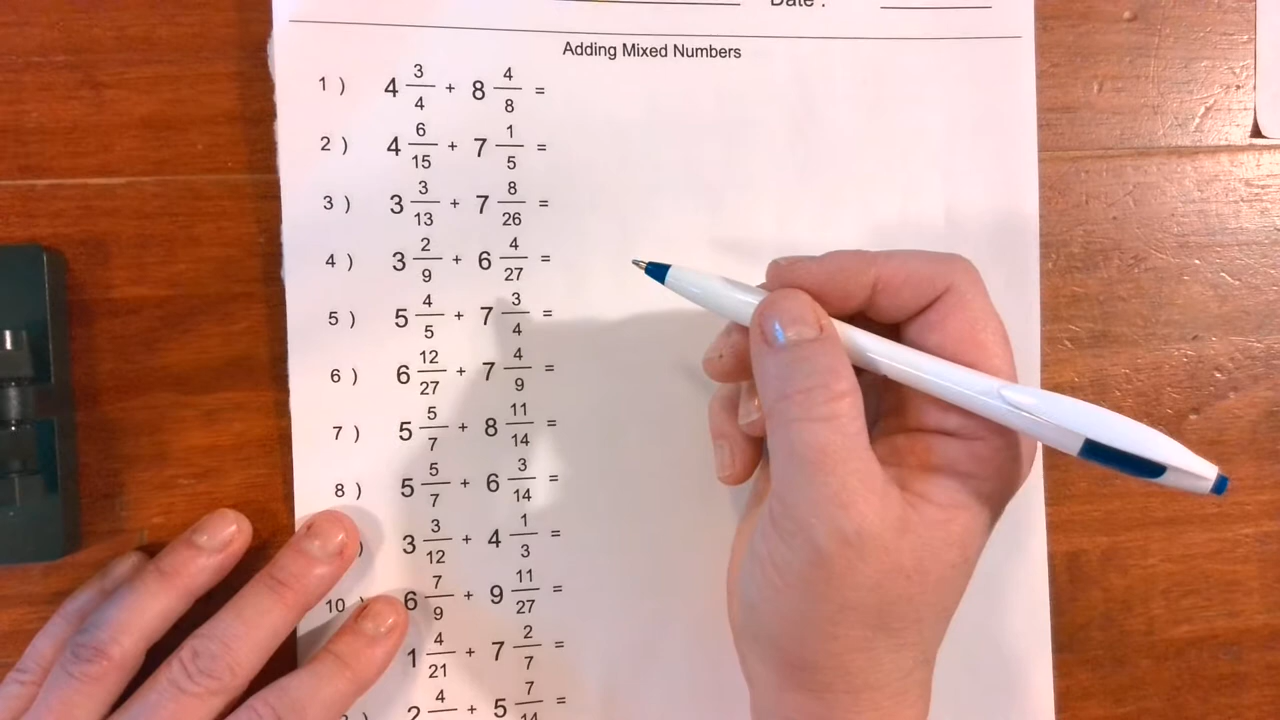 Date :
Adding Mixed Numbers
1 ) 4 3/4 + 8 4/8 =
2 ) 4 6/15 + 7 1/5 =
3 ) 3 3/13 + 7 8/26 =
4 ) 3 2/9 + 6 4/27 =
5 ) 5 4/5 + 7 3/4 =
6 ) 6 12/27 + 7 4/9 =
7 ) 5 5/7 + 8 11/14 =
8 ) 5 5/7 + 6 3/14 =
) 3 3/12 + 4 1/3 =
10 ) 6 7/9 + 9 11/27 =
1 4/21 + 7 2/7 =
) 2 4/ + 5 7/14 =